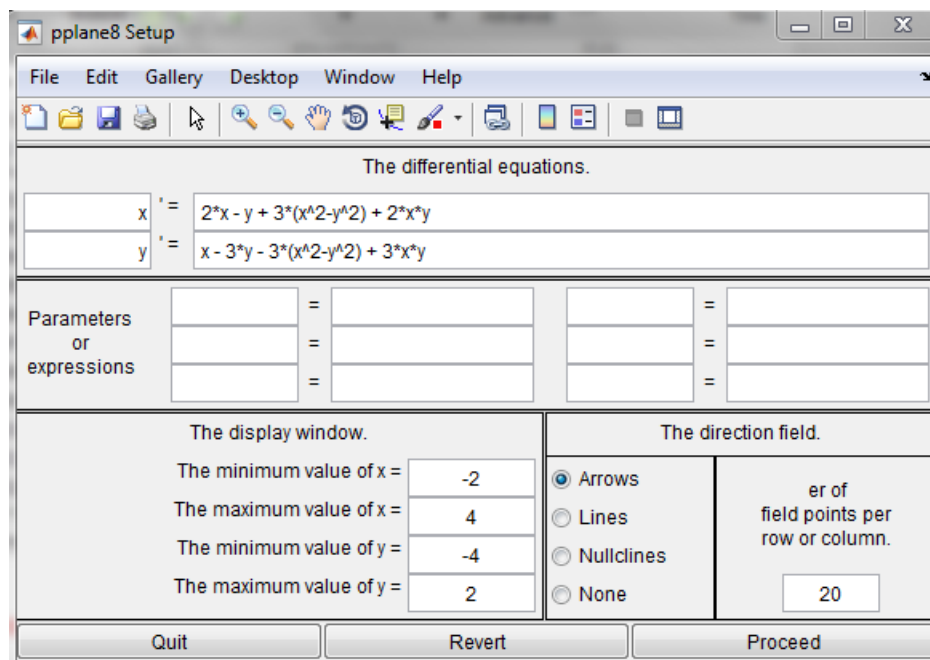 pplane8 Setup
File Edit Gallery Desktop Window Help
The differential equations.
x ' = 2*x - y + 3*(x^2-y^2) + 2*x*y
y ' = x - 3*y - 3*(x^2-y^2) + 3*x*y
Parameters
or
expressions
= =
= =
= =
The display window.
The minimum value of x = -2
The maximum value of x = 4
The minimum value of y = -4
The maximum value of y = 2
The direction field.
Arrows
Lines
Nullclines
None
er of
field points per
row or column.
20
Quit Revert Proceed